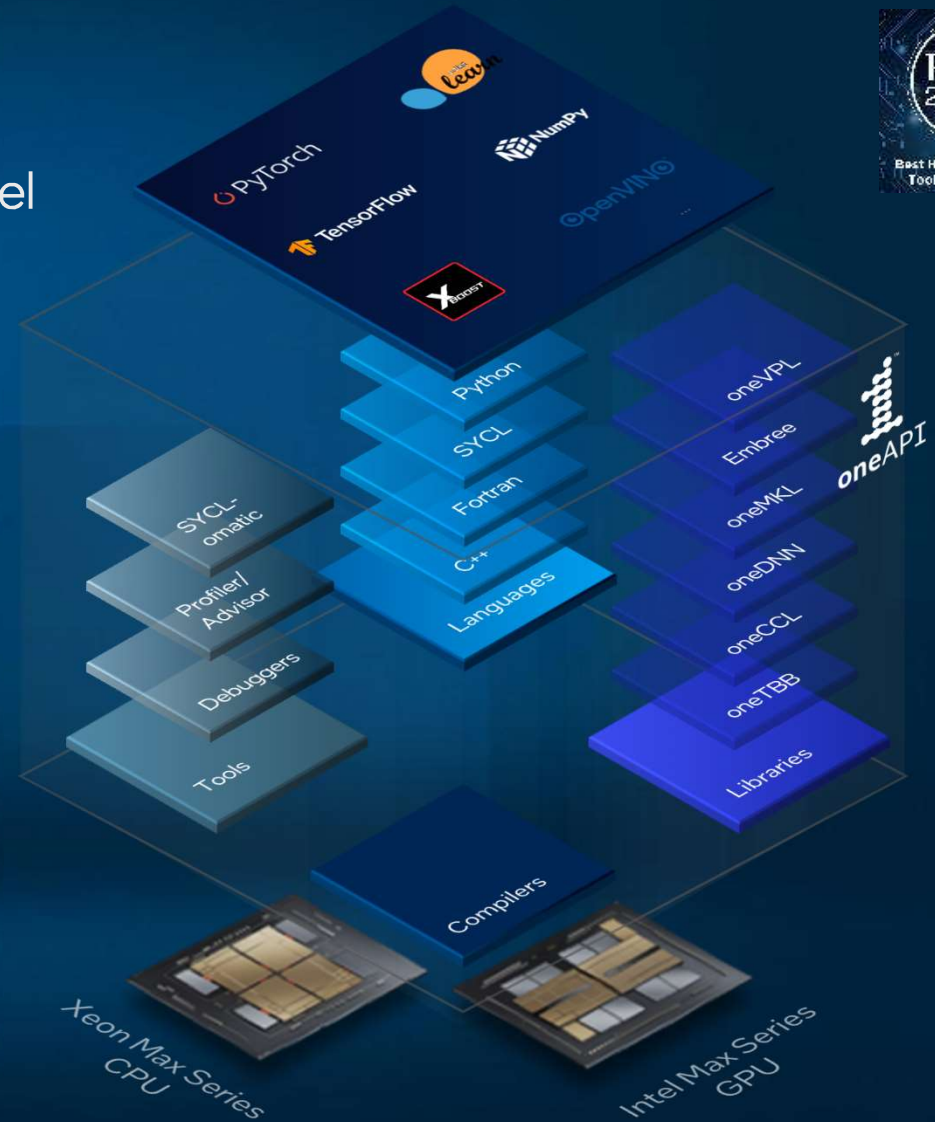 el
learn
PyTorch
NumPy
TensorFlow
OpenVINO
...
XBOOST
Best H
Tool
Python
SYCL
Fortran
C++
Languages
oneVPL
Embree
oneMKL
oneDNN
oneCCL
oneTBB
Libraries
oneAPI
SYCL-
omatic
Profiler/
Advisor
Debuggers
Tools
Compilers
Xeon Max Series
CPU
Intel Max Series
GPU